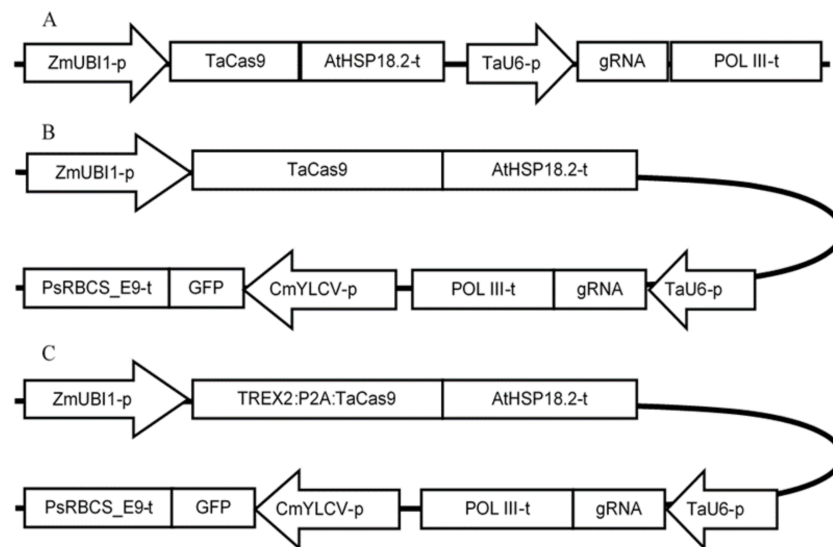 A
ZmUBI1-p TaCas9 AtHSP18.2-t TaU6-p gRNA POL III-t
B
ZmUBI1-p TaCas9 AtHSP18.2-t
PsRBCS_E9-t GFP CmYLCV-p POL III-t gRNA TaU6-p
C
ZmUBI1-p TREX2:P2A:TaCas9 AtHSP18.2-t
PsRBCS_E9-t GFP CmYLCV-p POL III-t gRNA TaU6-p